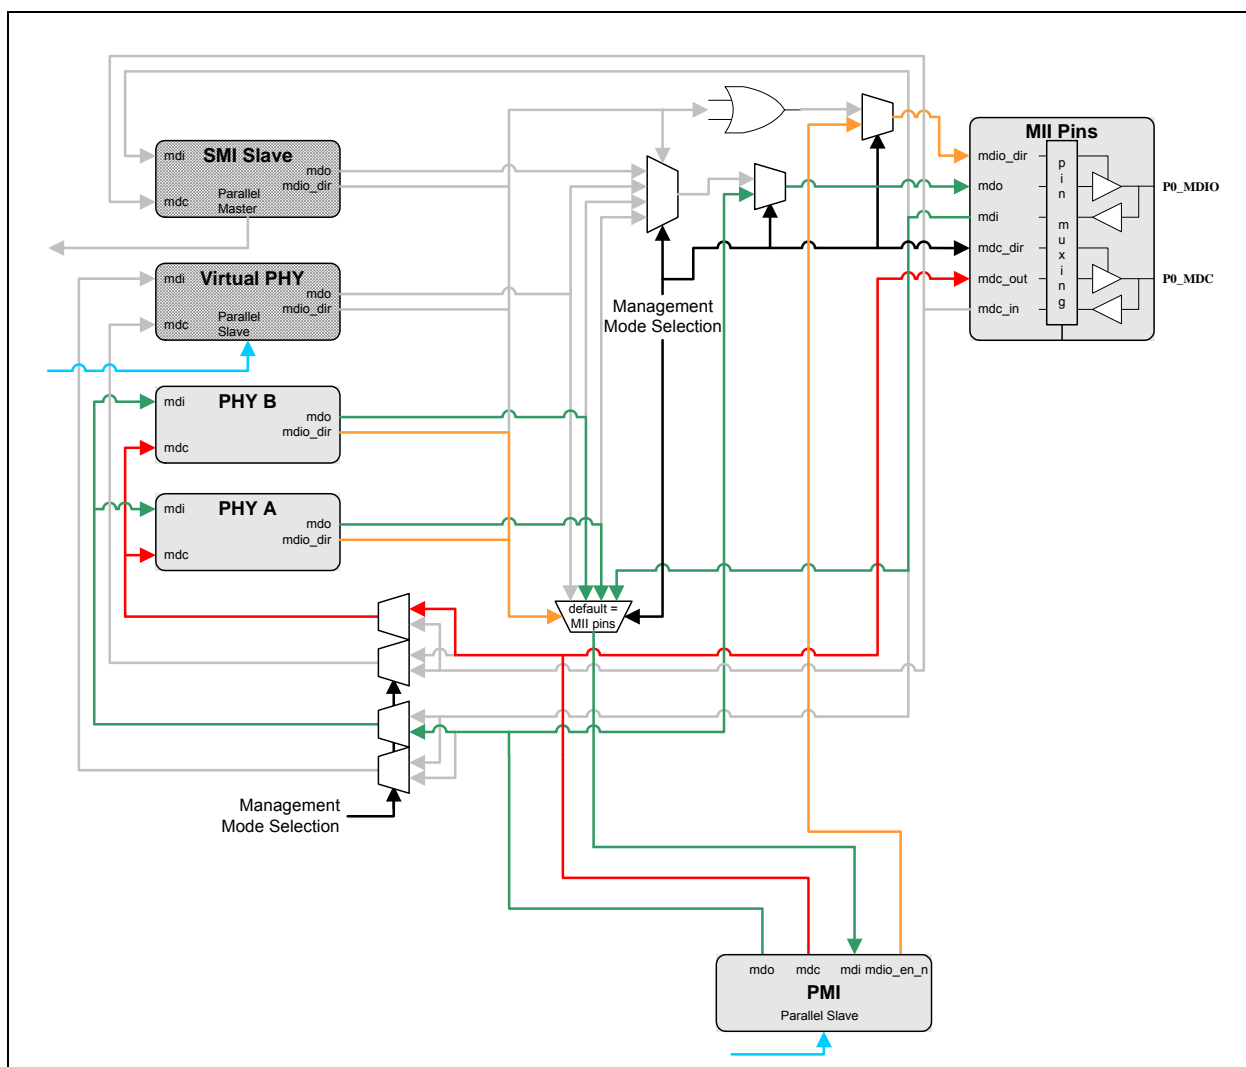 SMI Slave
mdi
mdo
mdio_dir
mdc
Parallel
Master
Virtual PHY
mdi
mdo
mdio_dir
mdc
Parallel
Slave
PHY B
mdi
mdo
mdio_dir
mdc
PHY A
mdi
mdo
mdio_dir
mdc
MII Pins
mdio_dir
mdo
mdi
mdc_dir
mdc_out
mdc_in
pin muxing
P0_MDIO
P0_MDC
Management
Mode Selection
default =
MII pins
Management
Mode Selection
mdo mdc mdi mdio_en_n
PMI
Parallel Slave